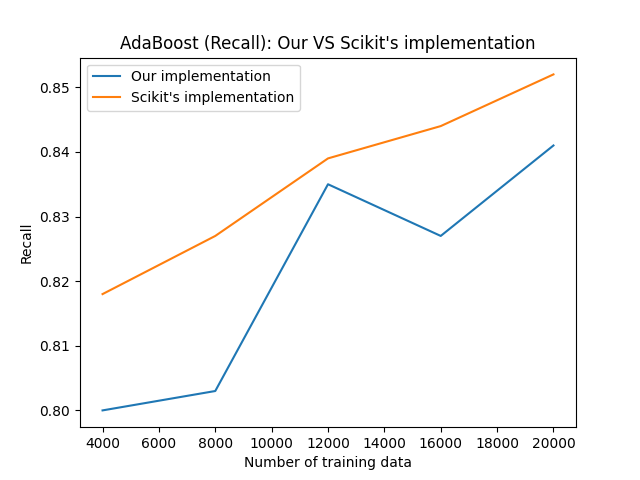 AdaBoost (Recall): Our VS Scikit's implementation
Our implementation
Scikit's implementation
0.85
0.84
0.83
0.82
0.81
0.80
Recall
4000 6000 8000 10000 12000 14000 16000 18000 20000
Number of training data